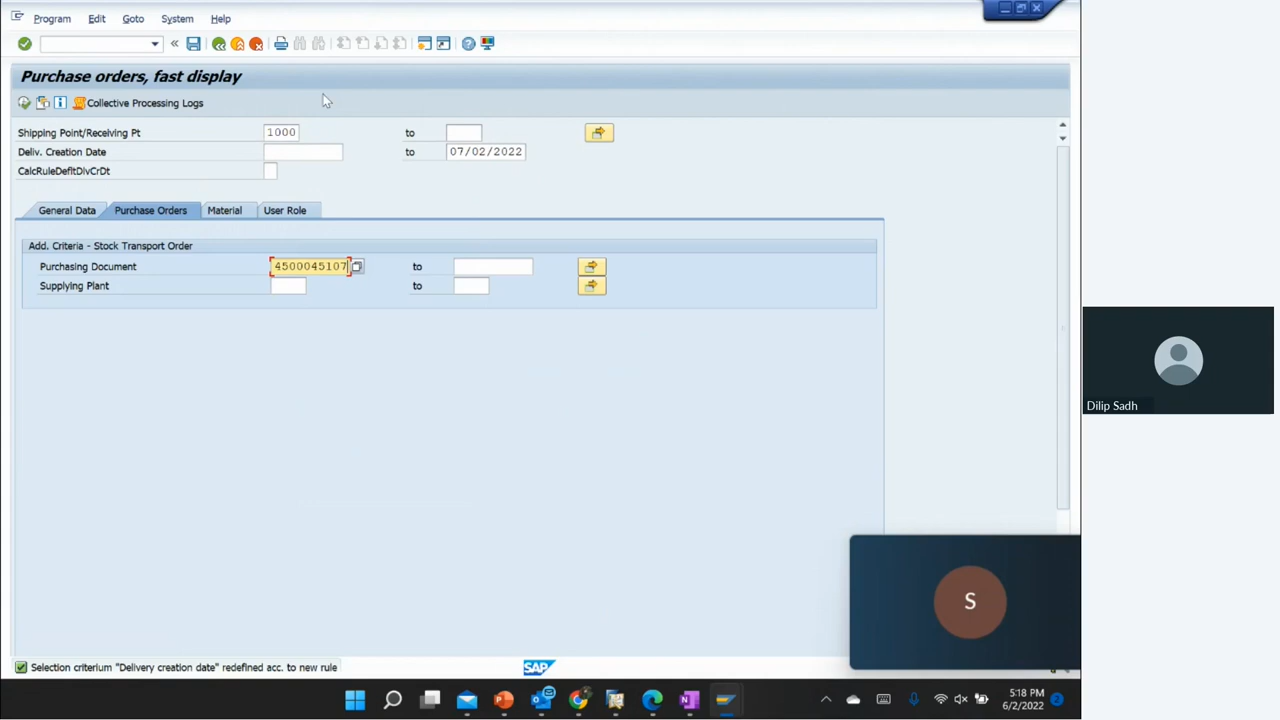 Program Edit Goto System Help
Purchase orders, fast display
Collective Processing Logs
Shipping Point/Receiving Pt 1000 to
Deliv. Creation Date to 07/02/2022
CalcRuleDefltDlvCrDt
General Data Purchase Orders Material User Role
Add. Criteria - Stock Transport Order
Purchasing Document 4500045107 to
Supplying Plant to
Dilip Sadh
S
Selection criterium "Delivery creation date" redefined acc. to new rule
SAP
5:18 PM
6/2/2022
2